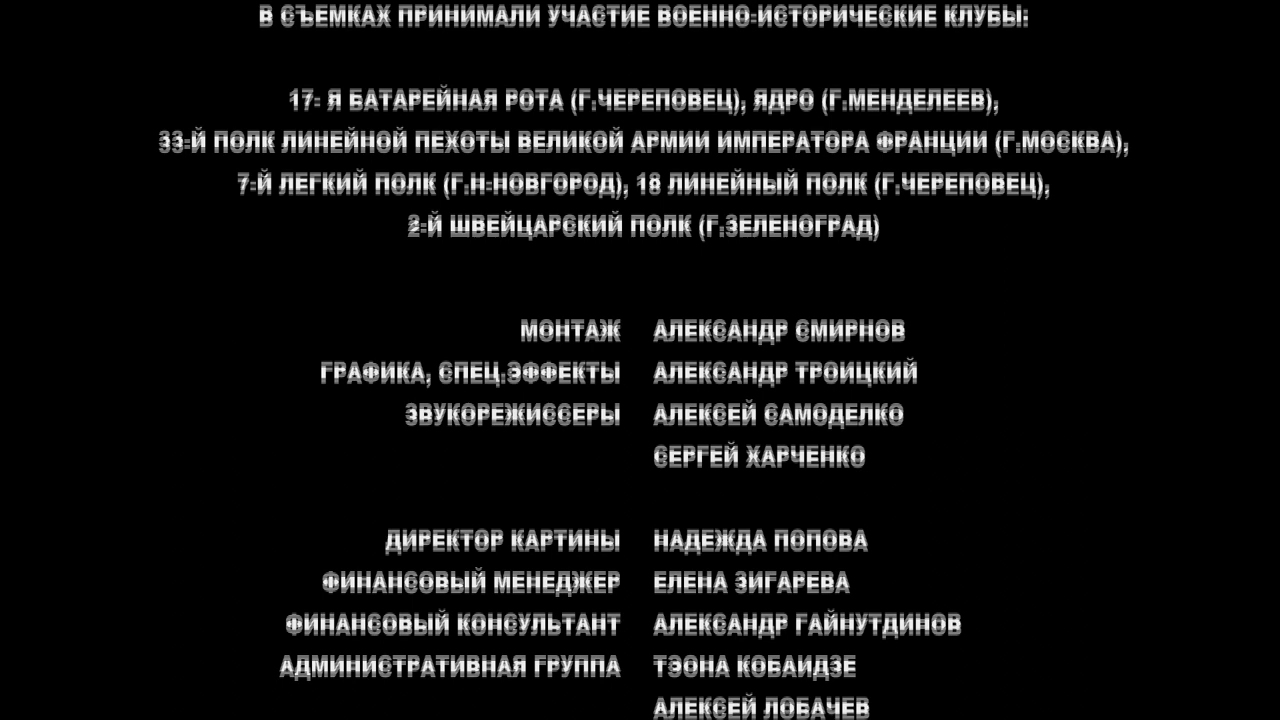 В СЪЕМКАХ ПРИНИМАЛИ УЧАСТИЕ ВОЕННО-ИСТОРИЧЕСКИЕ КЛУБЫ:
17- Я БАТАРЕЙНАЯ РОТА (Г.ЧЕРЕПОВЕЦ), ЯДРО (Г.МЕНДЕЛЕЕВ),
33-Й ПОЛК ЛИНЕЙНОЙ ПЕХОТЫ ВЕЛИКОЙ АРМИИ ИМПЕРАТОРА ФРАНЦИИ (Г.МОСКВА),
7-Й ЛЕГКИЙ ПОЛК (Г.Н-НОВГОРОД), 18 ЛИНЕЙНЫЙ ПОЛК (Г.ЧЕРЕПОВЕЦ),
2-Й ШВЕЙЦАРСКИЙ ПОЛК (Г.ЗЕЛЕНОГРАД)
МОНТАЖ АЛЕКСАНДР СМИРНОВ
ГРАФИКА, СПЕЦ.ЭФФЕКТЫ АЛЕКСАНДР ТРОИЦКИЙ
ЗВУКОРЕЖИССЕРЫ АЛЕКСЕЙ САМОДЕЛКО
СЕРГЕЙ ХАРЧЕНКО
ДИРЕКТОР КАРТИНЫ НАДЕЖДА ПОПОВА
ФИНАНСОВЫЙ МЕНЕДЖЕР ЕЛЕНА ЗИГАРЕВА
ФИНАНСОВЫЙ КОНСУЛЬТАНТ АЛЕКСАНДР ГАЙНУТДИНОВ
АДМИНИСТРАТИВНАЯ ГРУППА ТЭОНА КОБАИДЗЕ
АЛЕКСЕЙ ЛОБАЧЕВ